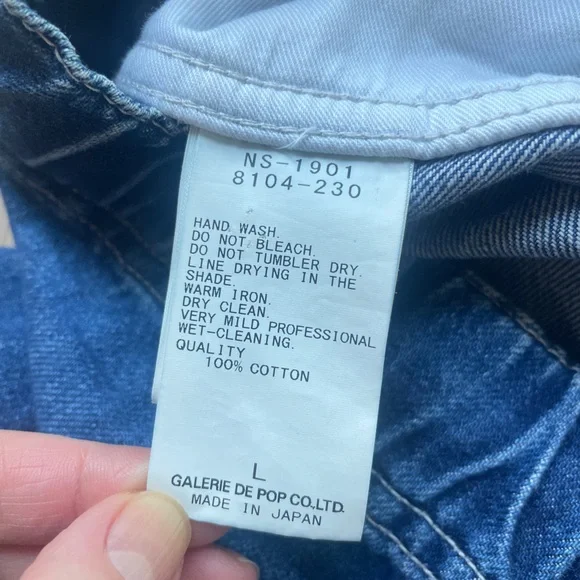 NS-1901
8104-230
HAND WASH.
DO NOT BLEACH.
DO NOT TUMBLER DRY.
LINE DRYING IN THE
SHADE.
WARM IRON.
DRY CLEAN.
VERY MILD PROFESSIONAL
WET-CLEANING.
QUALITY
100% COTTON
L
GALERIE DE POP CO.,LTD.
MADE IN JAPAN